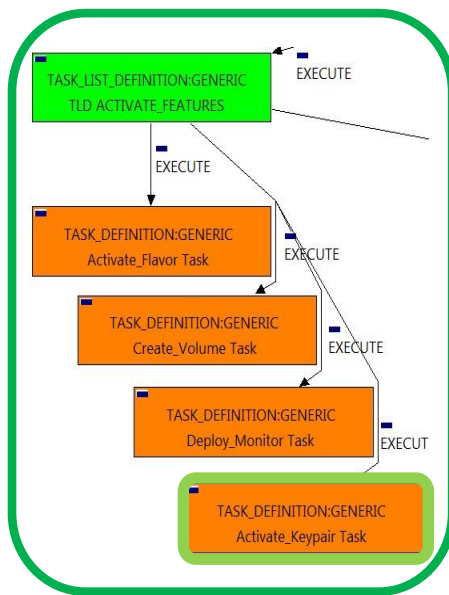 EXECUTE
TASK_LIST_DEFINITION:GENERIC
TLD ACTIVATE_FEATURES
EXECUTE
TASK_DEFINITION:GENERIC
Activate_Flavor Task
EXECUTE
TASK_DEFINITION:GENERIC
Create_Volume Task
EXECUTE
TASK_DEFINITION:GENERIC
Deploy_Monitor Task
EXECUT
TASK_DEFINITION:GENERIC
Activate_Keypair Task